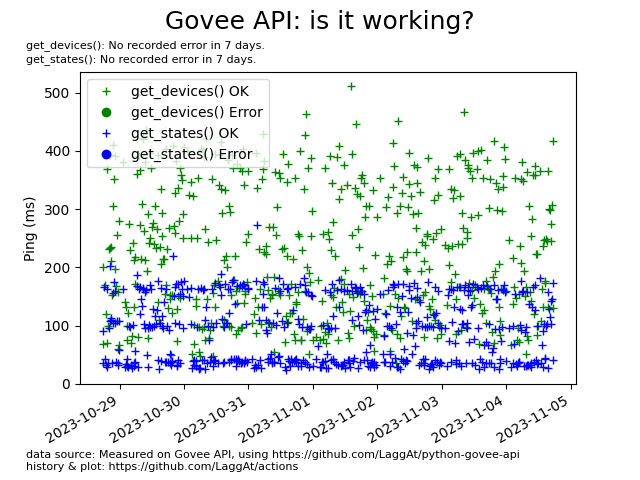 Govee API: is it working?
get_devices(): No recorded error in 7 days.
get_states(): No recorded error in 7 days.
get_devices() OK
get_devices() Error
get_states() OK
get_states() Error
Ping (ms)
500
400
300
200
100
0
2023-10-29
2023-10-30
2023-10-31
2023-11-01
2023-11-02
2023-11-03
2023-11-04
2023-11-05
data source: Measured on Govee API, using https://github.com/LaggAt/python-govee-api
history & plot: https://github.com/LaggAt/actions